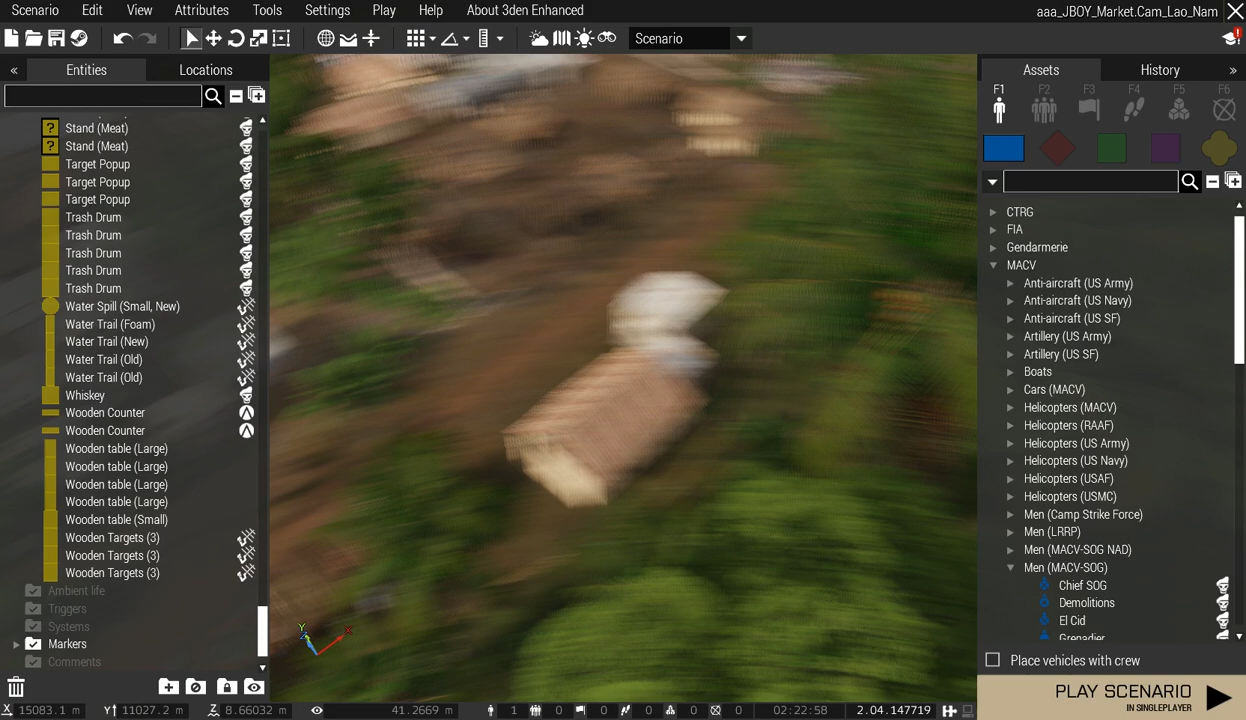 Scenario Edit View Attributes Tools Settings Play Help About 3den Enhanced aaa_JBOY_Market.Cam_Lao_Nam
Scenario
Entities Locations
Stand (Meat)
Stand (Meat)
Target Popup
Target Popup
Target Popup
Trash Drum
Trash Drum
Trash Drum
Trash Drum
Trash Drum
Water Spill (Small, New)
Water Trail (Foam)
Water Trail (New)
Water Trail (Old)
Water Trail (Old)
Whiskey
Wooden Counter
Wooden Counter
Wooden table (Large)
Wooden table (Large)
Wooden table (Large)
Wooden table (Large)
Wooden table (Small)
Wooden Targets (3)
Wooden Targets (3)
Wooden Targets (3)
Ambient life
Triggers
Systems
Markers
Comments
Y
Z
X
Assets History
F1 F2 F3 F4 F5 F6
CTRG
FIA
Gendarmerie
MACV
Anti-aircraft (US Army)
Anti-aircraft (US Navy)
Anti-aircraft (US SF)
Artillery (US Army)
Artillery (US SF)
Boats
Cars (MACV)
Helicopters (MACV)
Helicopters (RAAF)
Helicopters (US Army)
Helicopters (US Navy)
Helicopters (USAF)
Helicopters (USMC)
Men (Camp Strike Force)
Men (LRRP)
Men (MACV-SOG NAD)
Men (MACV-SOG)
Chief SOG
Demolitions
El Cid
Grenadier
Place vehicles with crew
PLAY SCENARIO
IN SINGLEPLAYER
X 15083.1 m Y 11027.2 m Z 8.66032 m 41.2669 m 1 0 0 0 0 0 02:22:58 2.04.147719